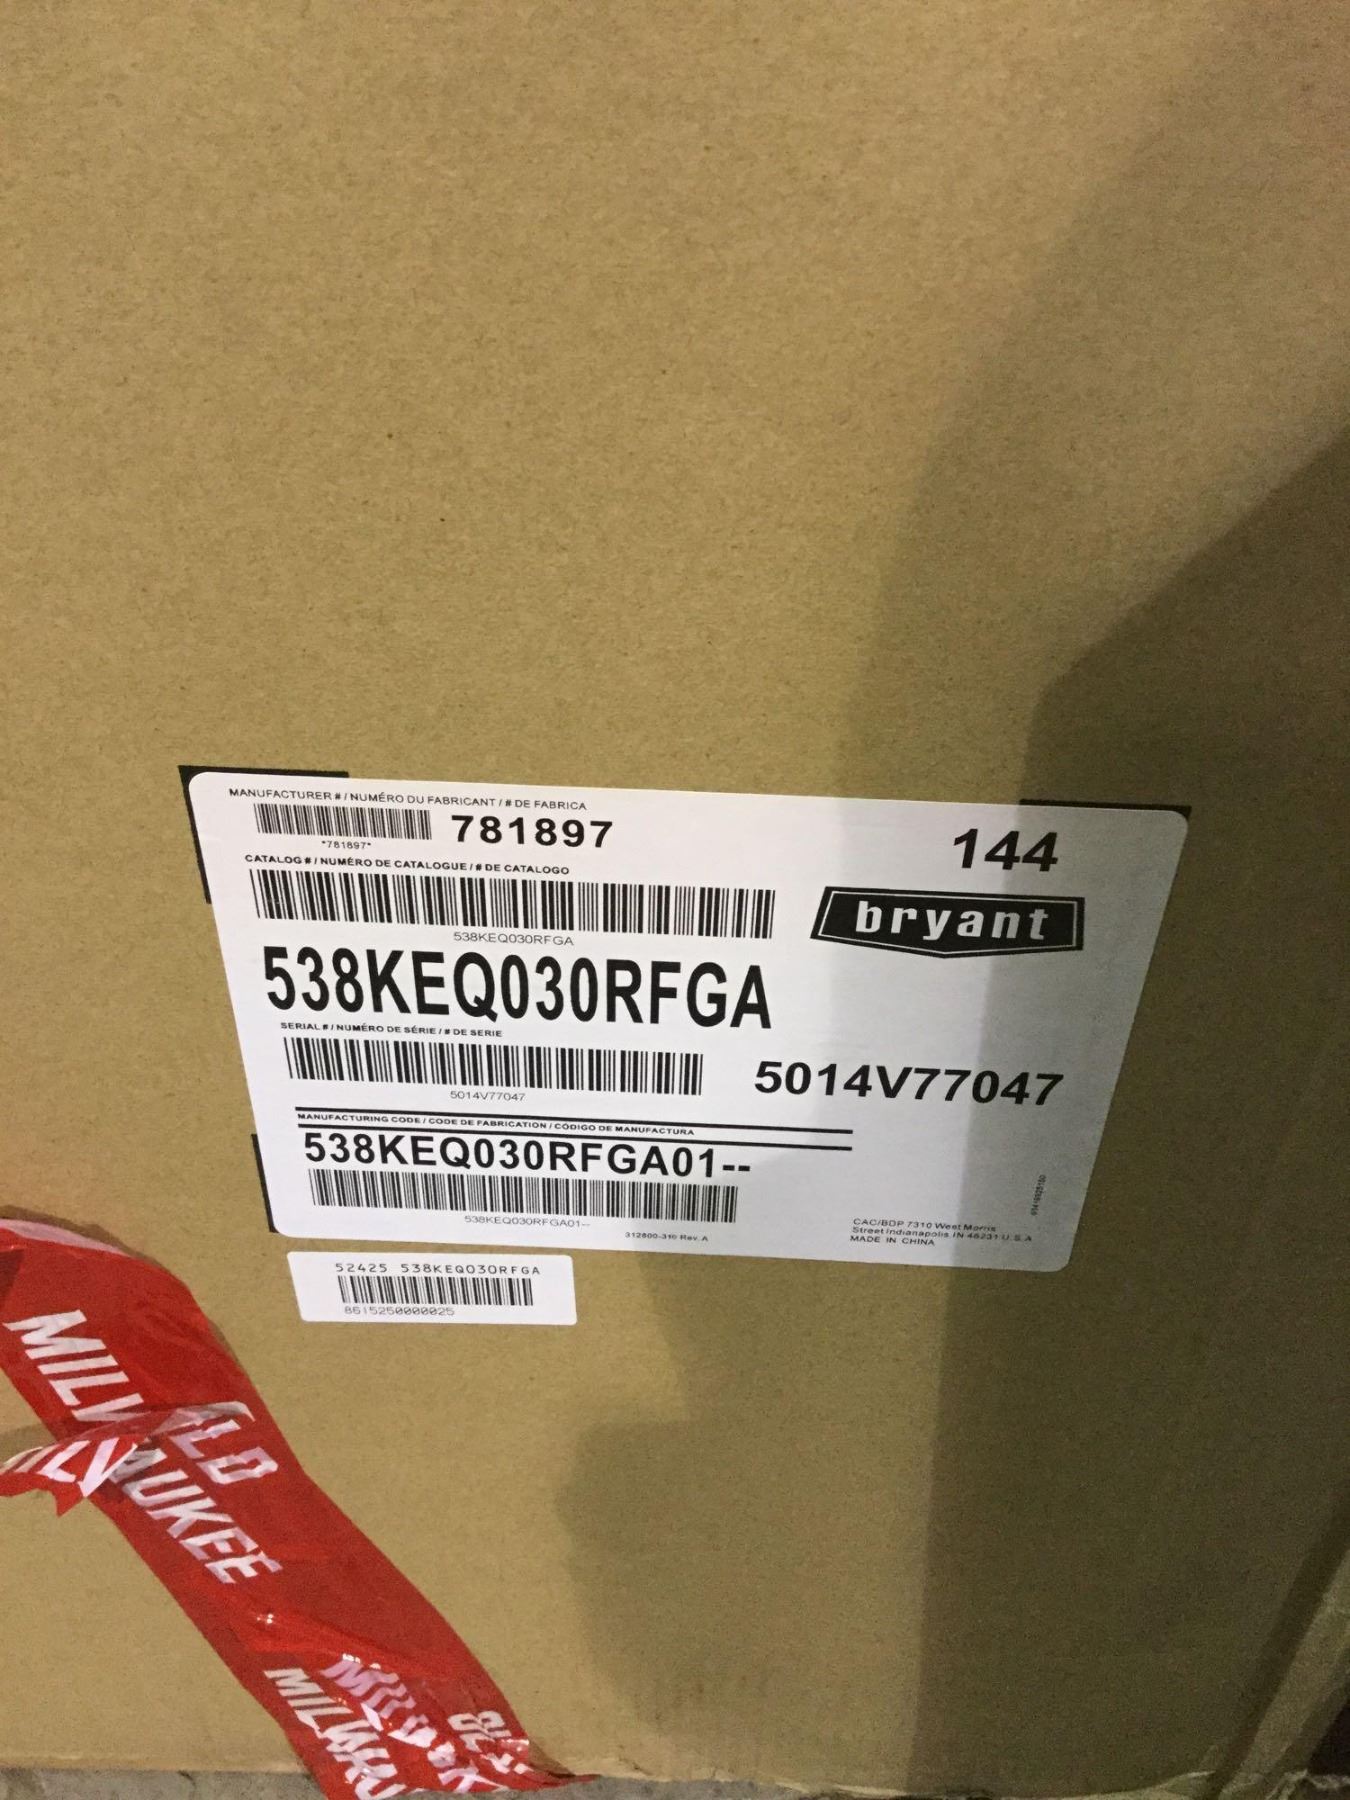 MANUFACTURER # / NUMÉRO DU FABRICANT / # DE FABRICA
781897
*781897*
144
CATALOG # / NUMÉRO DE CATALOGUE / # DE CATALOGO
bryant
538KEQ030RFGA
538KEQ030RFGA
SERIAL # / NUMÉRO DE SÉRIE / # DE SERIE
5014V77047
5014V77047
MANUFACTURING CODE / CODE DE FABRICATION / CÓDIGO DE MANUFACTURA
538KEQ030RFGA01--
538KEQ030RFGA01--
312600-310 Rev. A
CAC/BDP 7310 West Morris
Street Indianapolis IN 46231 U.S.A
MADE IN CHINA
52425 538KEQ030RFGA
8615250000025
MILW
MILWAUKEE